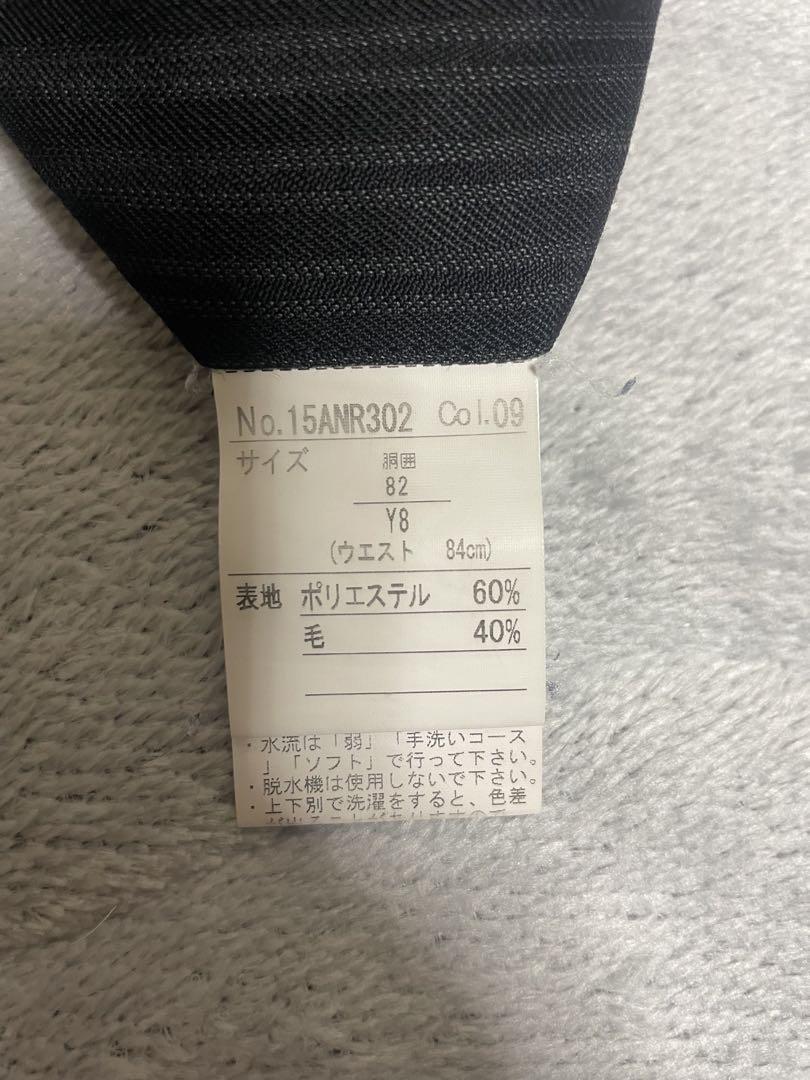 No.15ANR302 Col.09
サイズ 胴囲
82
Y8
(ウエスト 84cm)
表地 ポリエステル 60%
毛 40%
・水流は「弱」「手洗いコース
」「ソフト」で行って下さい。
・脱水機は使用しないで下さい。
・上下別で洗濯をすると、色差